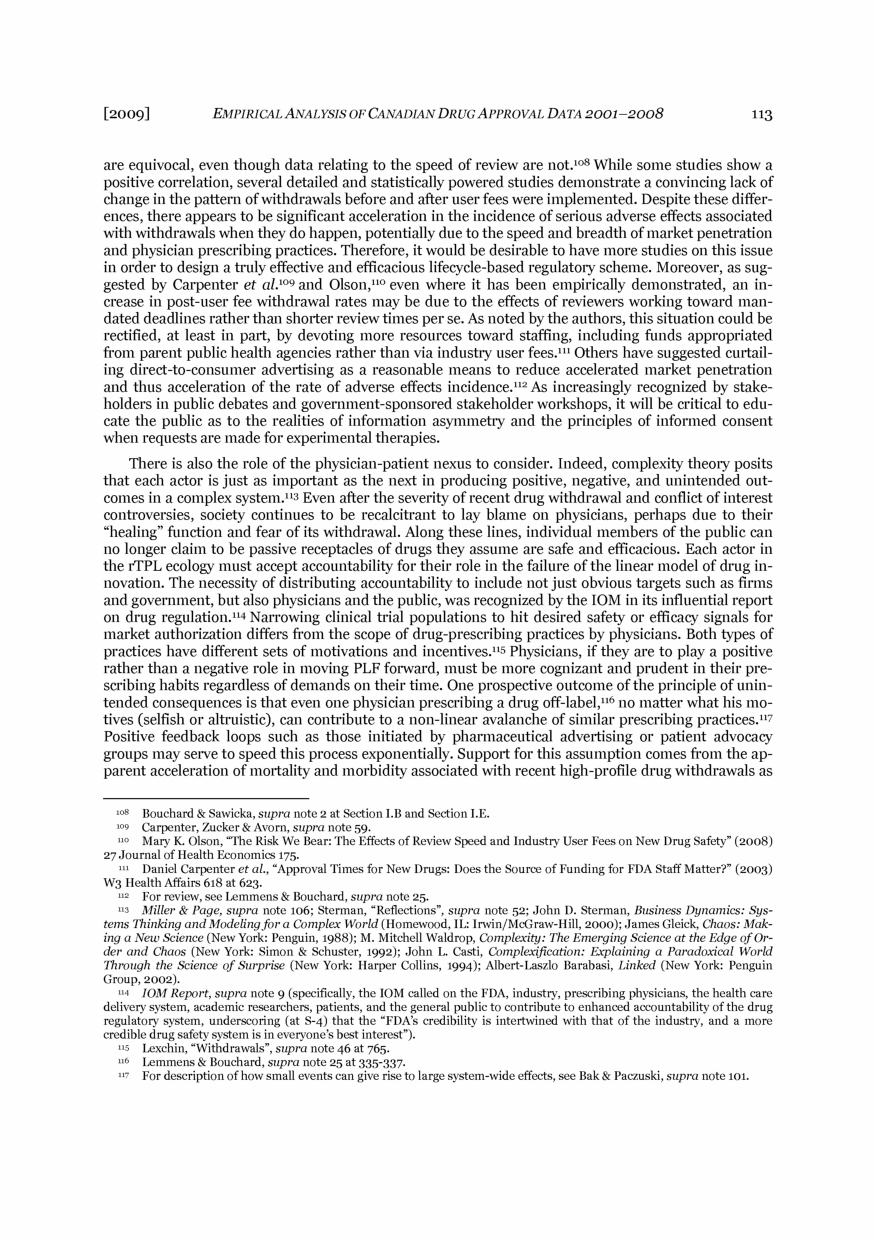 [2009] EMPIRICAL ANALYSIS OF CANADIAN DRUG APPROVAL DATA 2001–2008 113
are equivocal, even though data relating to the speed of review are not.¹⁰⁸ While some studies show a
positive correlation, several detailed and statistically powered studies demonstrate a convincing lack of
change in the pattern of withdrawals before and after user fees were implemented. Despite these differ-
ences, there appears to be significant acceleration in the incidence of serious adverse effects associated
with withdrawals when they do happen, potentially due to the speed and breadth of market penetration
and physician prescribing practices. Therefore, it would be desirable to have more studies on this issue
in order to design a truly effective and efficacious lifecycle-based regulatory scheme. Moreover, as sug-
gested by Carpenter et al.¹⁰⁹ and Olson,¹¹⁰ even where it has been empirically demonstrated, an in-
crease in post-user fee withdrawal rates may be due to the effects of reviewers working toward man-
dated deadlines rather than shorter review times per se. As noted by the authors, this situation could be
rectified, at least in part, by devoting more resources toward staffing, including funds appropriated
from parent public health agencies rather than via industry user fees.¹¹¹ Others have suggested curtail-
ing direct-to-consumer advertising as a reasonable means to reduce accelerated market penetration
and thus acceleration of the rate of adverse effects incidence.¹¹² As increasingly recognized by stake-
holders in public debates and government-sponsored stakeholder workshops, it will be critical to edu-
cate the public as to the realities of information asymmetry and the principles of informed consent
when requests are made for experimental therapies.
There is also the role of the physician-patient nexus to consider. Indeed, complexity theory posits
that each actor is just as important as the next in producing positive, negative, and unintended out-
comes in a complex system.¹¹³ Even after the severity of recent drug withdrawal and conflict of interest
controversies, society continues to be recalcitrant to lay blame on physicians, perhaps due to their
“healing” function and fear of its withdrawal. Along these lines, individual members of the public can
no longer claim to be passive receptacles of drugs they assume are safe and efficacious. Each actor in
the rTPL ecology must accept accountability for their role in the failure of the linear model of drug in-
novation. The necessity of distributing accountability to include not just obvious targets such as firms
and government, but also physicians and the public, was recognized by the IOM in its influential report
on drug regulation.¹¹⁴ Narrowing clinical trial populations to hit desired safety or efficacy signals for
market authorization differs from the scope of drug-prescribing practices by physicians. Both types of
practices have different sets of motivations and incentives.¹¹⁵ Physicians, if they are to play a positive
rather than a negative role in moving PLF forward, must be more cognizant and prudent in their pre-
scribing habits regardless of demands on their time. One prospective outcome of the principle of unin-
tended consequences is that even one physician prescribing a drug off-label,¹¹⁶ no matter what his mo-
tives (selfish or altruistic), can contribute to a non-linear avalanche of similar prescribing practices.¹¹⁷
Positive feedback loops such as those initiated by pharmaceutical advertising or patient advocacy
groups may serve to speed this process exponentially. Support for this assumption comes from the ap-
parent acceleration of mortality and morbidity associated with recent high-profile drug withdrawals as
¹⁰⁸ Bouchard & Sawicka, supra note 2 at Section I.B and Section I.E.
¹⁰⁹ Carpenter, Zucker & Avorn, supra note 59.
¹¹⁰ Mary K. Olson, “The Risk We Bear: The Effects of Review Speed and Industry User Fees on New Drug Safety” (2008)
27 Journal of Health Economics 175.
¹¹¹ Daniel Carpenter et al., “Approval Times for New Drugs: Does the Source of Funding for FDA Staff Matter?” (2003)
W3 Health Affairs 618 at 623.
¹¹² For review, see Lemmens & Bouchard, supra note 25.
¹¹³ Miller & Page, supra note 106; Sterman, “Reflections”, supra note 52; John D. Sterman, Business Dynamics: Sys-
tems Thinking and Modeling for a Complex World (Homewood, IL: Irwin/McGraw-Hill, 2000); James Gleick, Chaos: Mak-
ing a New Science (New York: Penguin, 1988); M. Mitchell Waldrop, Complexity: The Emerging Science at the Edge of Or-
der and Chaos (New York: Simon & Schuster, 1992); John L. Casti, Complexification: Explaining a Paradoxical World
Through the Science of Surprise (New York: Harper Collins, 1994); Albert-Laszlo Barabasi, Linked (New York: Penguin
Group, 2002).
¹¹⁴ IOM Report, supra note 9 (specifically, the IOM called on the FDA, industry, prescribing physicians, the health care
delivery system, academic researchers, patients, and the general public to contribute to enhanced accountability of the drug
regulatory system, underscoring (at S-4) that the “FDA’s credibility is intertwined with that of the industry, and a more
credible drug safety system is in everyone’s best interest”).
¹¹⁵ Lexchin, “Withdrawals”, supra note 46 at 765.
¹¹⁶ Lemmens & Bouchard, supra note 25 at 335-337.
¹¹⁷ For description of how small events can give rise to large system-wide effects, see Bak & Paczuski, supra note 101.